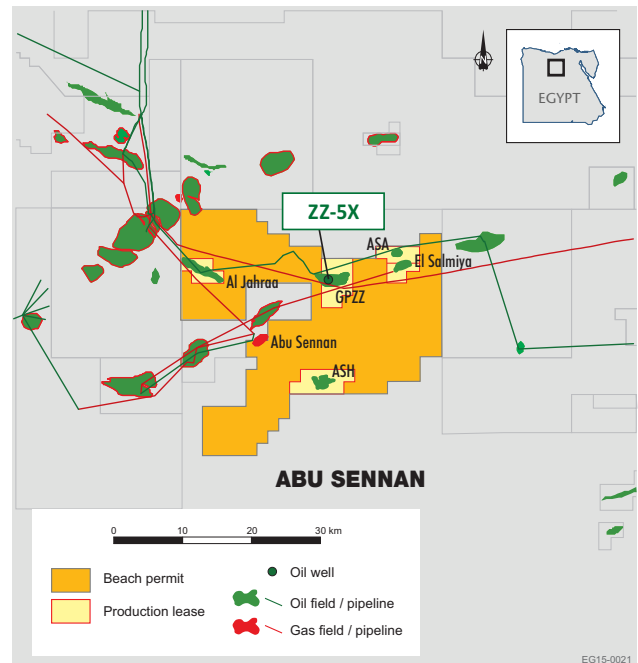 EGYPT
ZZ-5X
ASA
El Salmiya
Al Jahraa
GPZZ
Abu Sennan
ASH
ABU SENNAN
0 10 20 30 km
Beach permit
Production lease
Oil well
Oil field / pipeline
Gas field / pipeline
EG15-0021